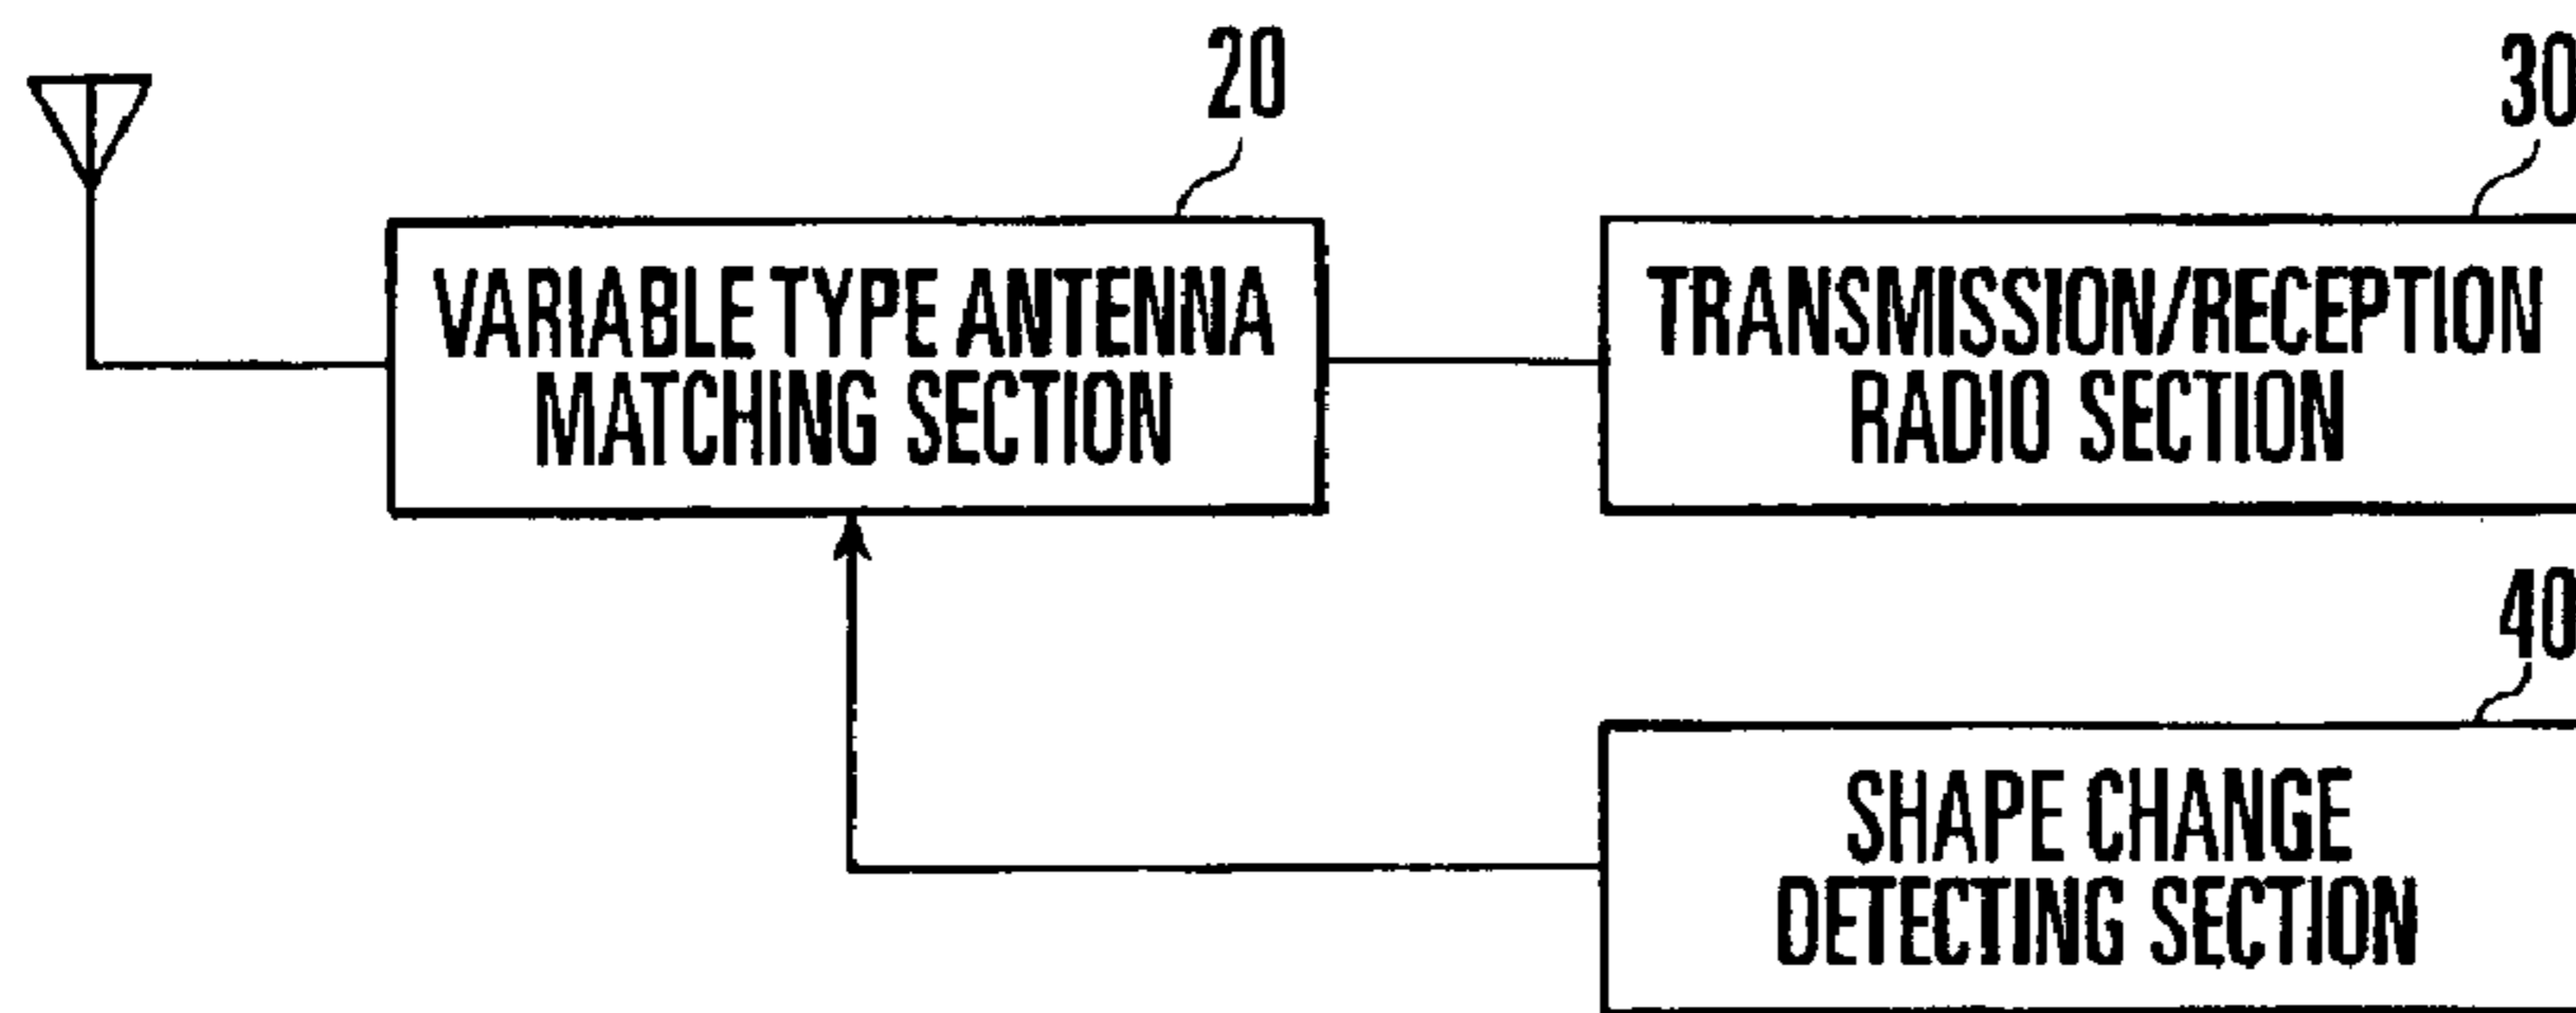 20
30
VARIABLE TYPE ANTENNA
MATCHING SECTION
TRANSMISSION/RECEPTION
RADIO SECTION
40
SHAPE CHANGE
DETECTING SECTION